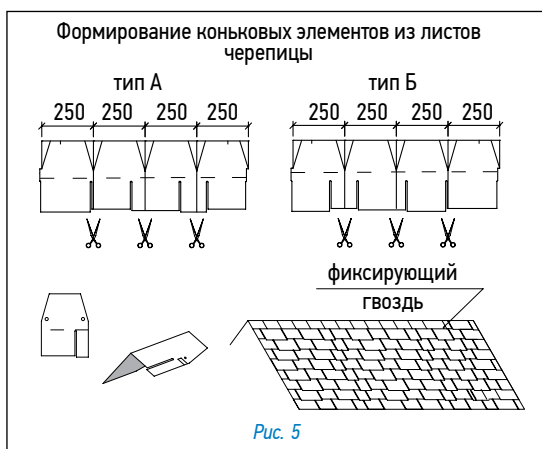 Формирование коньковых элементов из листов
черепицы
тип А
тип Б
250 250 250 250
250 250 250 250
фиксирующий
гвоздь
Рис. 5